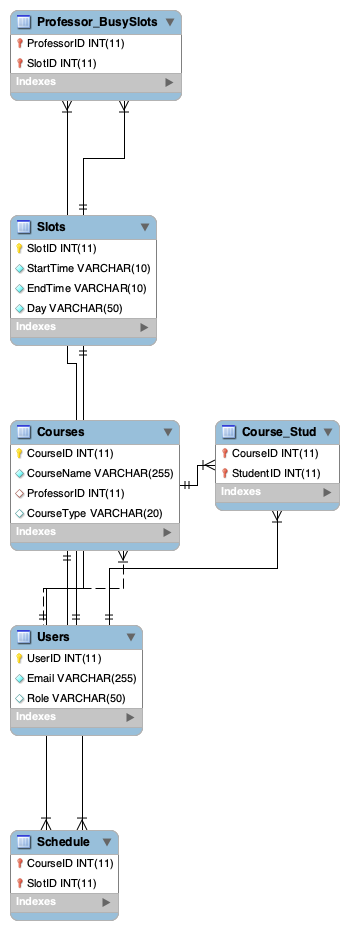 Professor_BusySlots
ProfessorID INT(11)
SlotID INT(11)
Indexes
Slots
SlotID INT(11)
StartTime VARCHAR(10)
EndTime VARCHAR(10)
Day VARCHAR(50)
Indexes
Courses
CourseID INT(11)
CourseName VARCHAR(255)
ProfessorID INT(11)
CourseType VARCHAR(20)
Indexes
Course_Stud
CourseID INT(11)
StudentID INT(11)
Indexes
Users
UserID INT(11)
Email VARCHAR(255)
Role VARCHAR(50)
Indexes
Schedule
CourseID INT(11)
SlotID INT(11)
Indexes